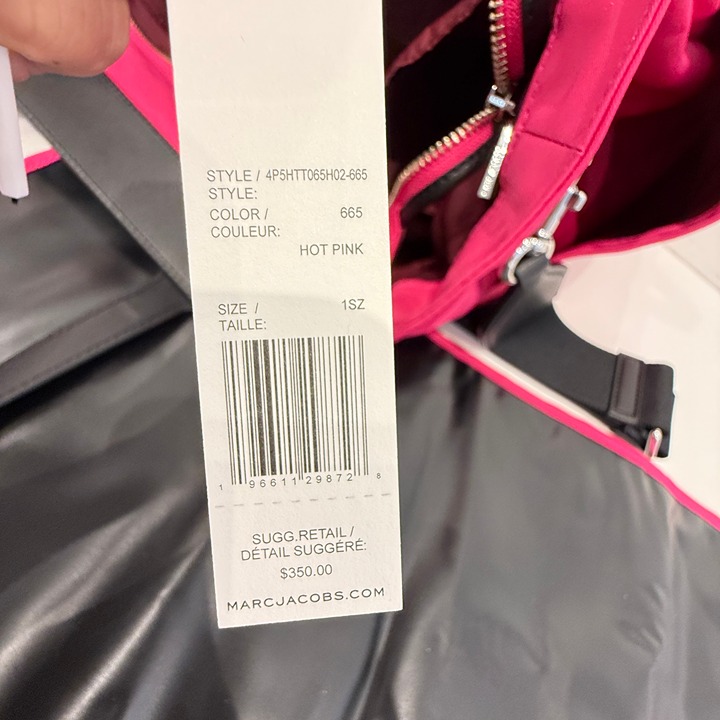 STYLE / 4P5HTT065H02-665
STYLE:
COLOR / 665
COULEUR:
HOT PINK
SIZE / 1SZ
TAILLE:
1 96611 29872 8
SUGG.RETAIL /
DÉTAIL SUGGÉRÉ:
$350.00
MARCJACOBS.COM